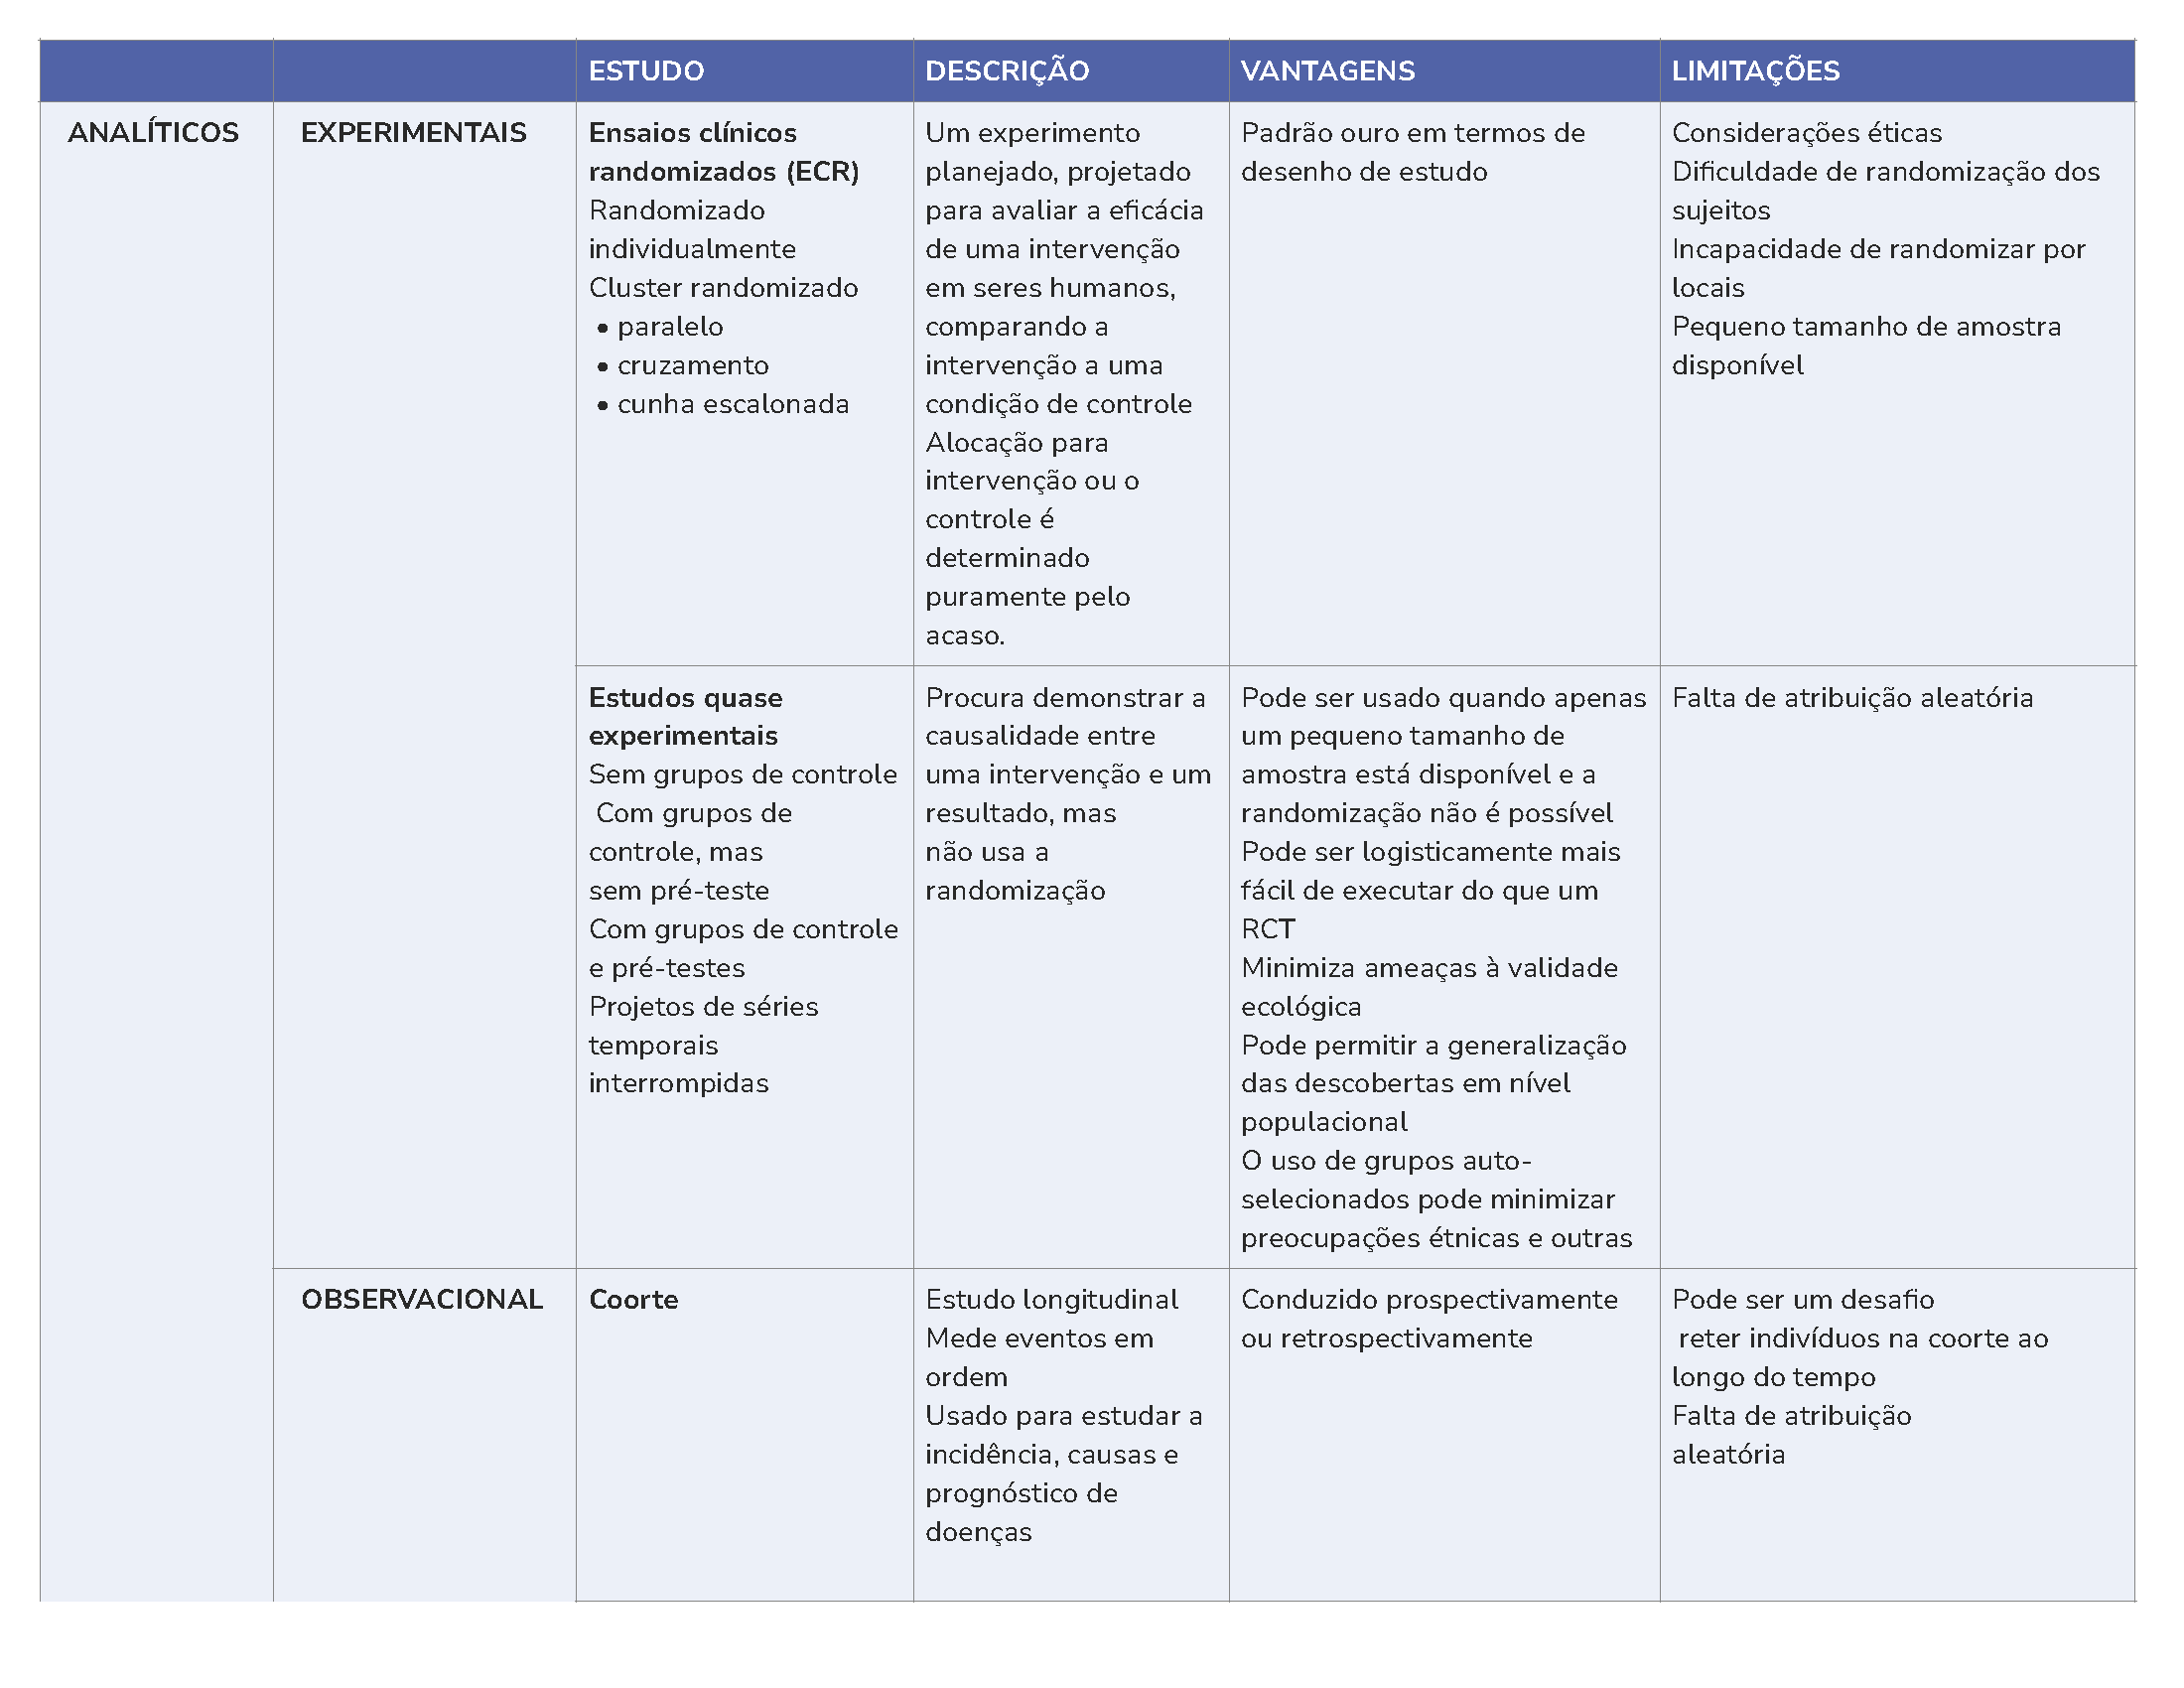 ESTUDO
DESCRIÇÃO
VANTAGENS
LIMITAÇÕES
ANALÍTICOS
EXPERIMENTAIS
Ensaios clínicos
randomizados (ECR)
Randomizado
individualmente
Cluster randomizado
• paralelo
• cruzamento
• cunha escalonada
Um experimento
planejado, projetado
para avaliar a eficácia
de uma intervenção
em seres humanos,
comparando a
intervenção a uma
condição de controle
Alocação para
intervenção ou o
controle é
determinado
puramente pelo
acaso.
Padrão ouro em termos de
desenho de estudo
Considerações éticas
Dificuldade de randomização dos
sujeitos
Incapacidade de randomizar por
locais
Pequeno tamanho de amostra
disponível
Estudos quase
experimentais
Sem grupos de controle
Com grupos de
controle, mas
sem pré-teste
Com grupos de controle
e pré-testes
Projetos de séries
temporais
interrompidas
Procura demonstrar a
causalidade entre
uma intervenção e um
resultado, mas
não usa a
randomização
Pode ser usado quando apenas
um pequeno tamanho de
amostra está disponível e a
randomização não é possível
Pode ser logisticamente mais
fácil de executar do que um
RCT
Minimiza ameaças à validade
ecológica
Pode permitir a generalização
das descobertas em nível
populacional
O uso de grupos auto-
selecionados pode minimizar
preocupações étnicas e outras
Falta de atribuição aleatória
OBSERVACIONAL
Coorte
Estudo longitudinal
Mede eventos em
ordem
Usado para estudar a
incidência, causas e
prognóstico de
doenças
Conduzido prospectivamente
ou retrospectivamente
Pode ser um desafio
reter indivíduos na coorte ao
longo do tempo
Falta de atribuição
aleatória